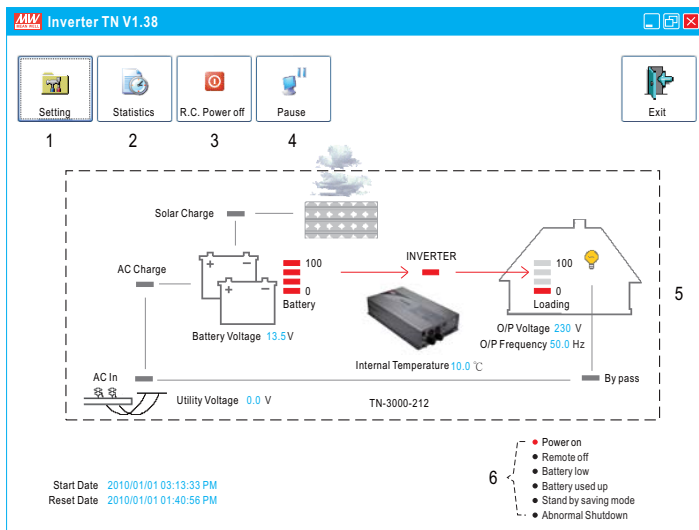 MW MEAN WELL Inverter TN V1.38
Setting
Statistics
R.C. Power off
Pause
Exit
1
2
3
4
Solar Charge
AC Charge
100
0
Battery
INVERTER
100
0
Loading
5
Battery Voltage 13.5V
O/P Voltage 230 V
O/P Frequency 50.0 Hz
Internal Temperature 10.0 ℃
AC In
By pass
Utility Voltage 0.0 V
TN-3000-212
6
Power on
Remote off
Battery low
Battery used up
Stand by saving mode
Abnormal Shutdown
Start Date 2010/01/01 03:13:33 PM
Reset Date 2010/01/01 01:40:56 PM